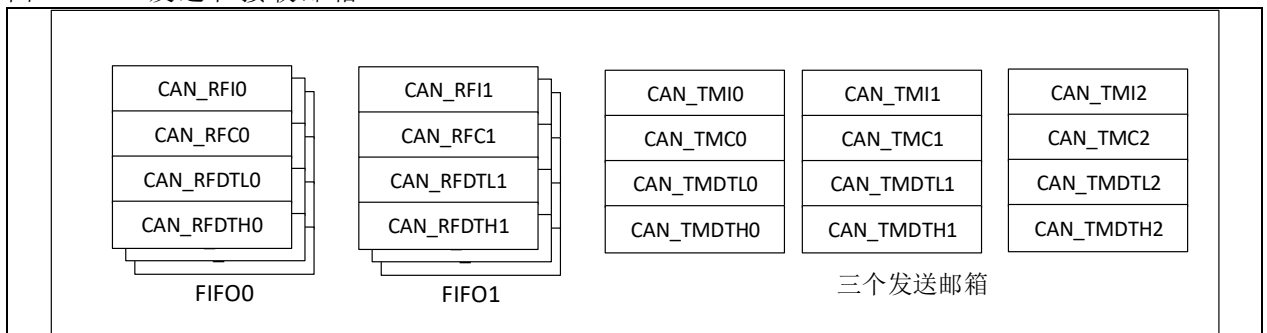 CAN_RFI0
CAN_RFC0
CAN_RFDTL0
CAN_RFDTH0
FIFO0
CAN_RFI1
CAN_RFC1
CAN_RFDTL1
CAN_RFDTH1
FIFO1
CAN_TMI0
CAN_TMC0
CAN_TMDTL0
CAN_TMDTH0
CAN_TMI1
CAN_TMC1
CAN_TMDTL1
CAN_TMDTH1
CAN_TMI2
CAN_TMC2
CAN_TMDTL2
CAN_TMDTH2
三个发送邮箱